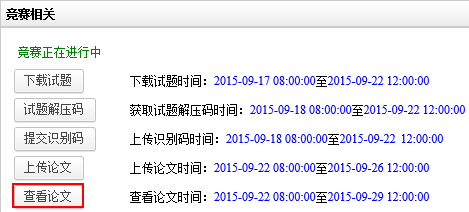 竞赛相关
竞赛正在进行中
下载试题 下载试题时间：2015-09-17 08:00:00至2015-09-22 12:00:00
试题解压码 获取试题解压码时间：2015-09-18 08:00:00至2015-09-22 12:00:00
提交识别码 上传识别码时间：2015-09-18 08:00:00至2015-09-22 12:00:00
上传论文 上传论文时间：2015-09-22 08:00:00至2015-09-26 12:00:00
查看论文 查看论文时间：2015-09-22 08:00:00至2015-09-29 12:00:00